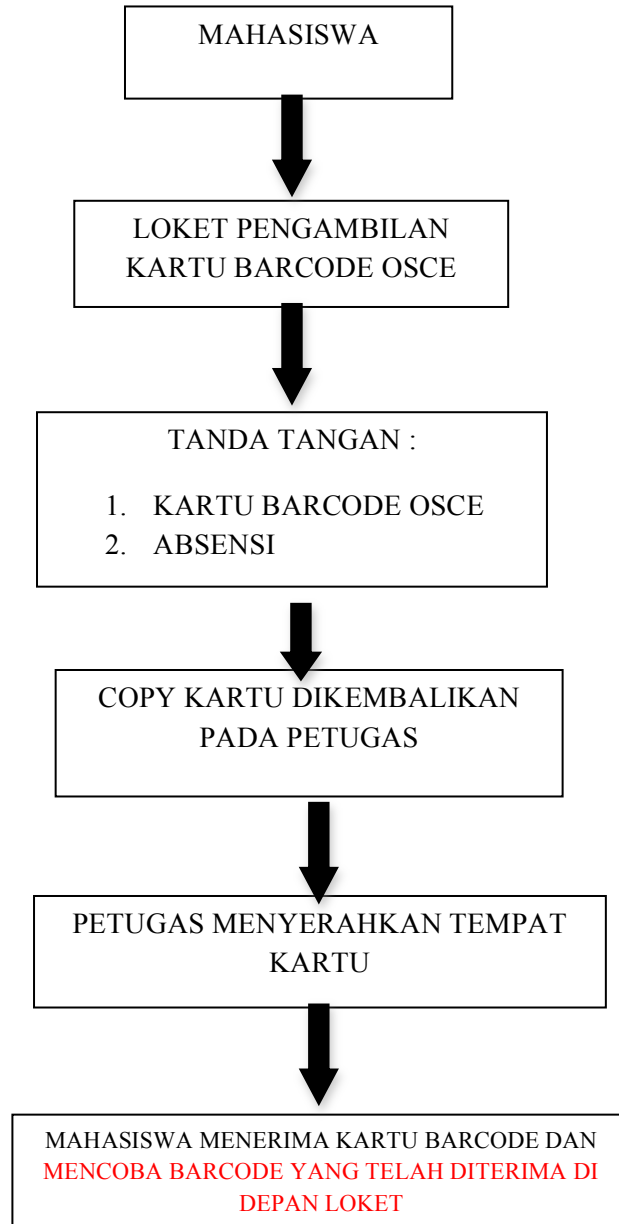 MAHASISWA
LOKET PENGAMBILAN
KARTU BARCODE OSCE
TANDA TANGAN :
1. KARTU BARCODE OSCE
2. ABSENSI
COPY KARTU DIKEMBALIKAN
PADA PETUGAS
PETUGAS MENYERAHKAN TEMPAT
KARTU
MAHASISWA MENERIMA KARTU BARCODE DAN
MENCOBA BARCODE YANG TELAH DITERIMA DI
DEPAN LOKET